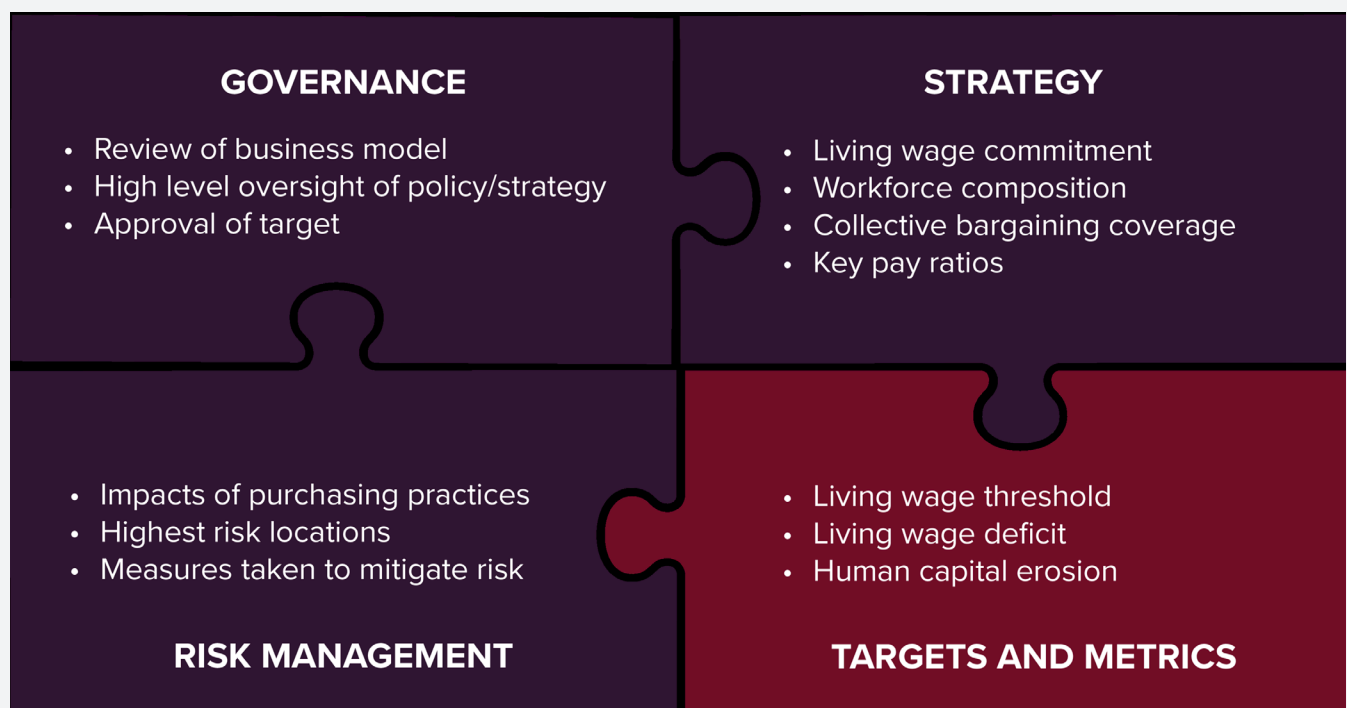 GOVERNANCE
• Review of business model
• High level oversight of policy/strategy
• Approval of target
STRATEGY
• Living wage commitment
• Workforce composition
• Collective bargaining coverage
• Key pay ratios
• Impacts of purchasing practices
• Highest risk locations
• Measures taken to mitigate risk
RISK MANAGEMENT
• Living wage threshold
• Living wage deficit
• Human capital erosion
TARGETS AND METRICS